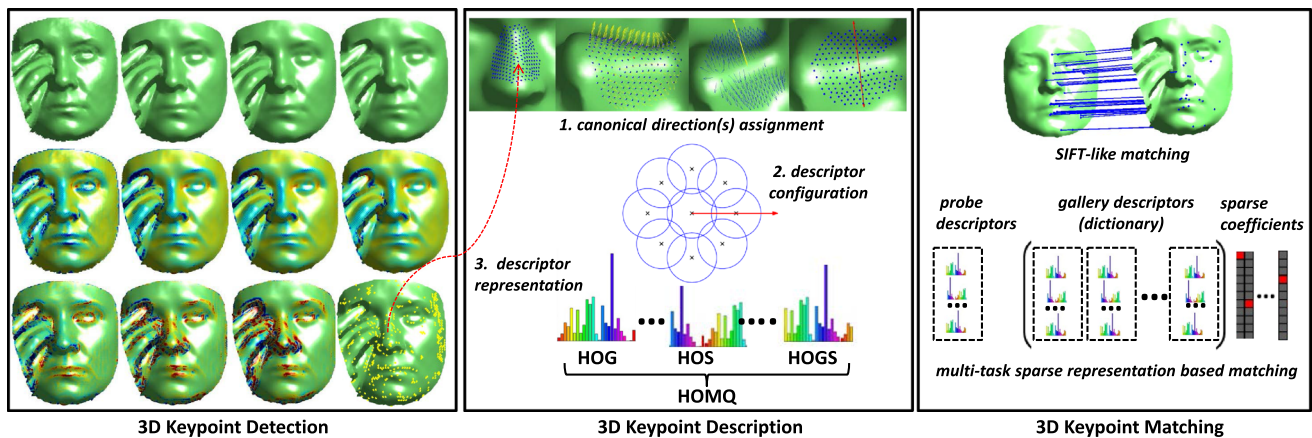 1. canonical direction(s) assignment
2. descriptor
configuration
3. descriptor
representation
HOG
HOS
HOGS
HOMQ
SIFT-like matching
probe
descriptors
gallery descriptors
(dictionary)
sparse
coefficients
multi-task sparse representation based matching
3D Keypoint Detection
3D Keypoint Description
3D Keypoint Matching